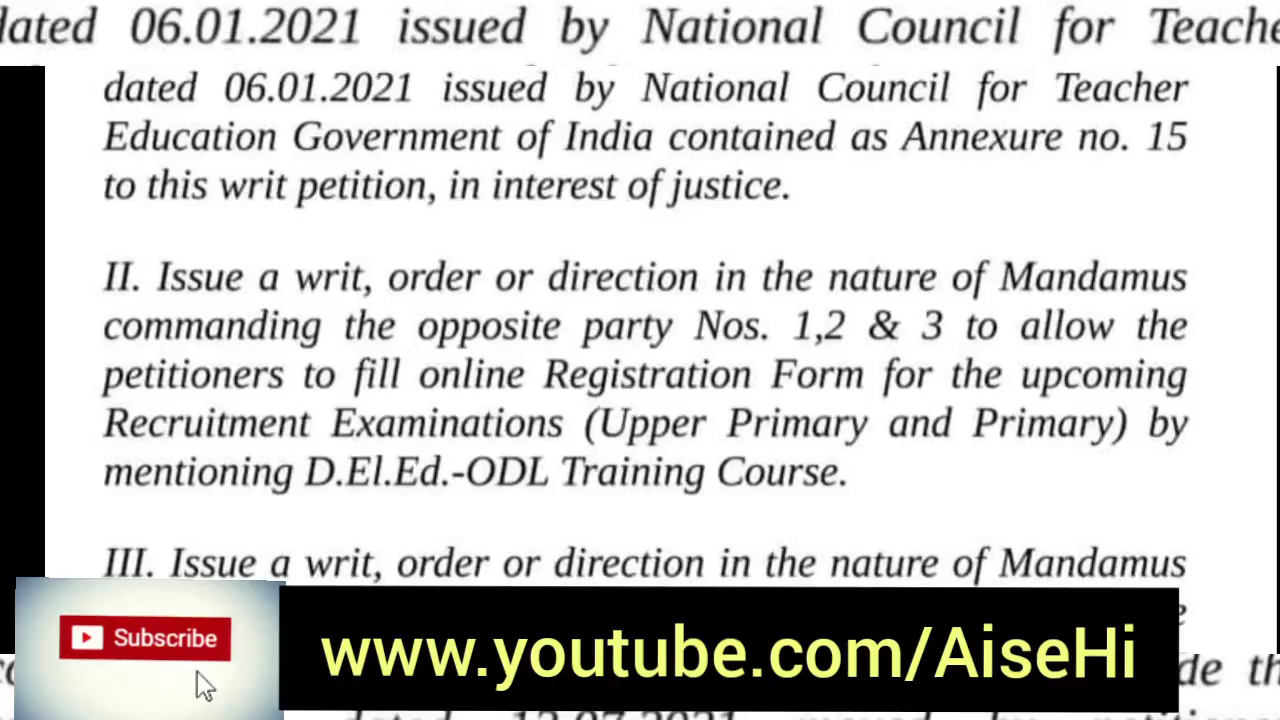 dated 06.01.2021 issued by National Council for
dated 06.01.2021 issued by National Council for Teacher
Education Government of India contained as Annexure no. 15
to this writ petition, in interest of justice.
II. Issue a writ, order or direction in the nature of Mandamus
commanding the opposite party Nos. 1,2 & 3 to allow the
petitioners to fill online Registration Form for the upcoming
Recruitment Examinations (Upper Primary and Primary) by
mentioning D.El.Ed.-ODL Training Course.
III. Issue a writ, order or direction in the nature of Mandamus
Subscribe
www.youtube.com/AiseHi